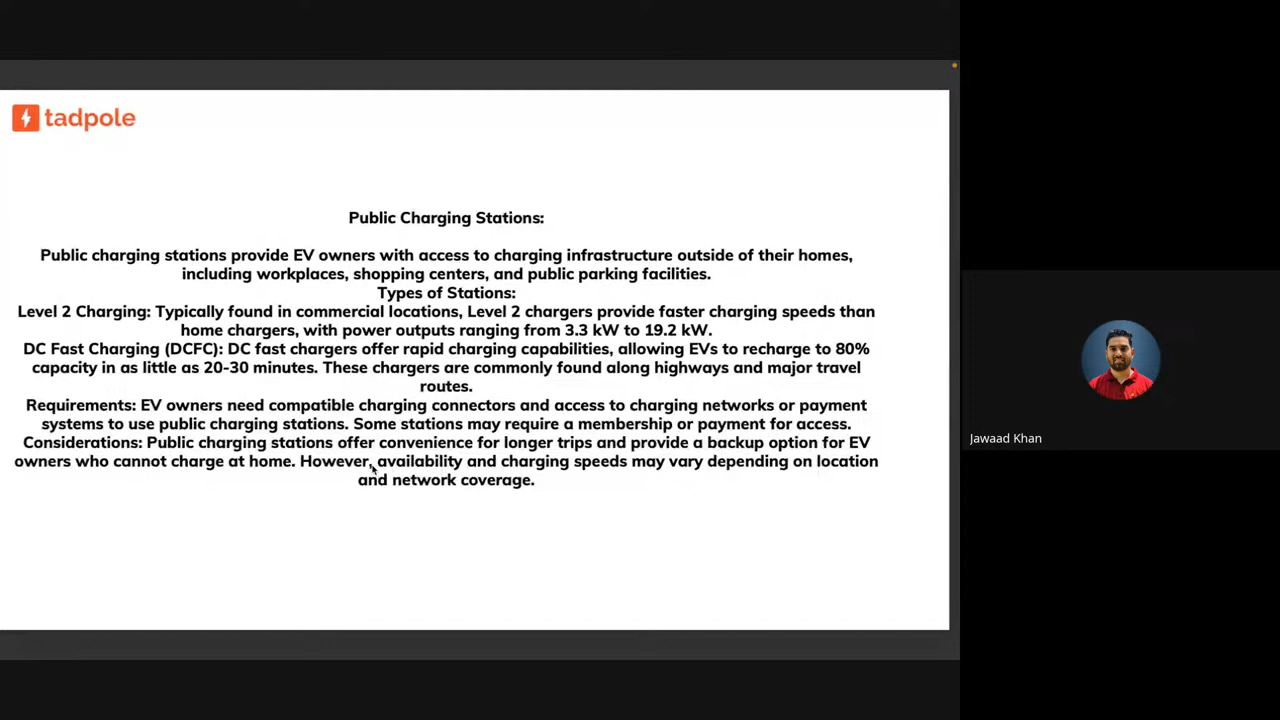 tadpole
Public Charging Stations:
Public charging stations provide EV owners with access to charging infrastructure outside of their homes,
including workplaces, shopping centers, and public parking facilities.
Types of Stations:
Level 2 Charging: Typically found in commercial locations, Level 2 chargers provide faster charging speeds than
home chargers, with power outputs ranging from 3.3 kW to 19.2 kW.
DC Fast Charging (DCFC): DC fast chargers offer rapid charging capabilities, allowing EVs to recharge to 80%
capacity in as little as 20-30 minutes. These chargers are commonly found along highways and major travel
routes.
Requirements: EV owners need compatible charging connectors and access to charging networks or payment
systems to use public charging stations. Some stations may require a membership or payment for access.
Considerations: Public charging stations offer convenience for longer trips and provide a backup option for EV
owners who cannot charge at home. However, availability and charging speeds may vary depending on location
and network coverage.
Jawaad Khan